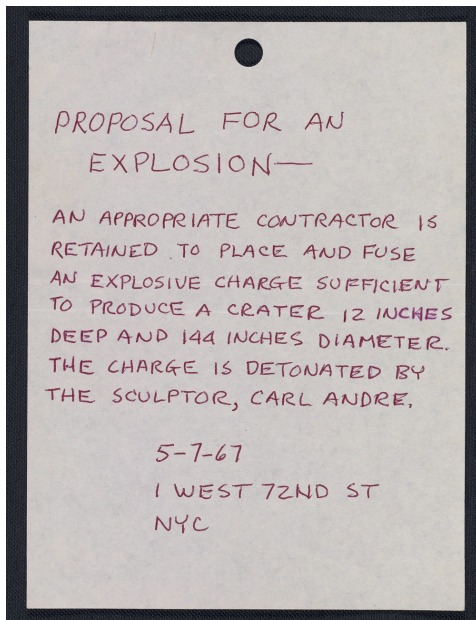 PROPOSAL FOR AN
EXPLOSION—
AN APPROPRIATE CONTRACTOR IS
RETAINED TO PLACE AND FUSE
AN EXPLOSIVE CHARGE SUFFICIENT
TO PRODUCE A CRATER 12 INCHES
DEEP AND 144 INCHES DIAMETER.
THE CHARGE IS DETONATED BY
THE SCULPTOR, CARL ANDRE.
5-7-67
1 WEST 72ND ST
NYC